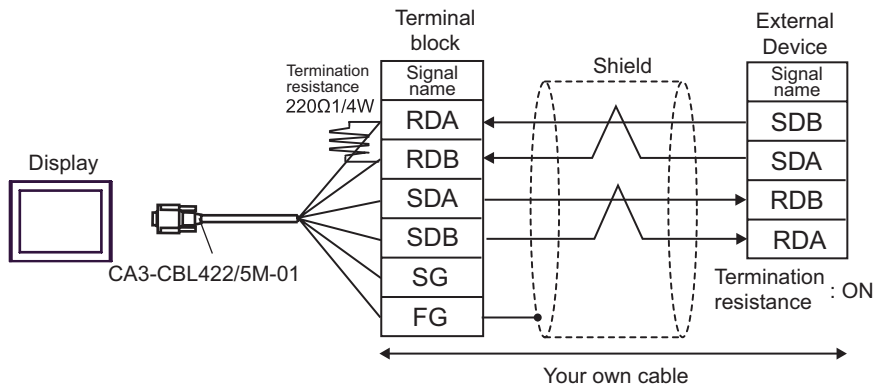 Terminal
block
External
Device
Termination
resistance
220Ω1/4W
Signal
name
Shield
Signal
name
RDA
SDB
RDB
SDA
Display
SDA
RDB
SDB
RDA
CA3-CBL422/5M-01
SG
Termination
resistance : ON
FG
Your own cable